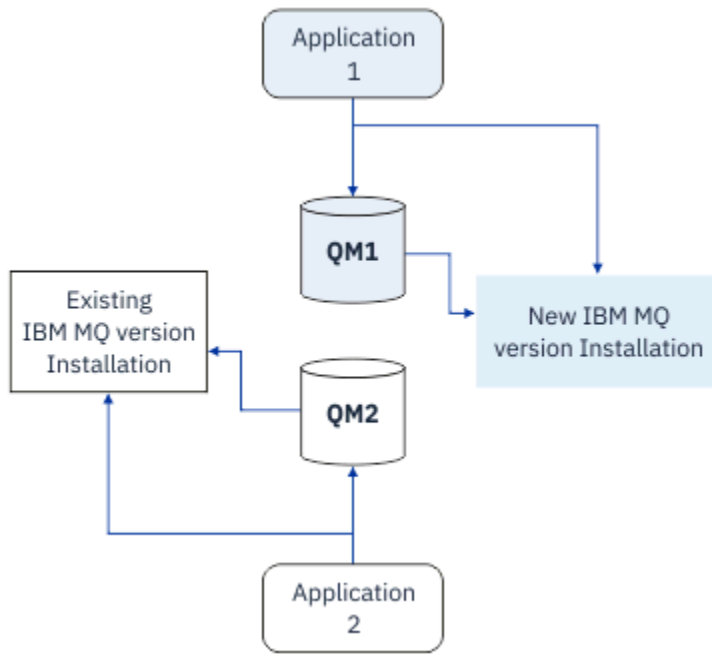 Application
1
QM1
Existing
IBM MQ version
Installation
New IBM MQ
version Installation
QM2
Application
2